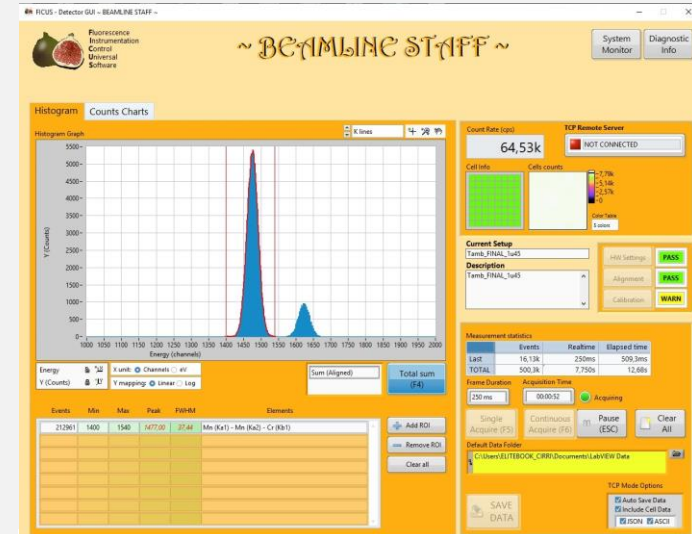 FICUS - Detector GUI ~ BEAMLINE STAFF ~
Fluorescence
Instrumentation
Control
Universal
Software
~ BEAMLINE STAFF ~
System
Monitor
Diagnostic
Info
Histogram
Counts Charts
Histogram Graph
K lines
5500
5000
4500
4000
3500
3000
2500
2000
1500
1000
500
0
Y (Counts)
1000 1050 1100 1150 1200 1250 1300 1350 1400 1450 1500 1550 1600 1650 1700 1750 1800 1850 1900 1950 2000
Energy (channels)
Energy
Y (Counts)
X unit: Channels eV
Y mapping: Linear Log
Sum (Aligned)
Total sum
(F4)
Events Min Max Peak FWHM Elements
212961 1400 1540 1477,00 37,44 Mn (Ka1) - Mn (Ka2) - Cr (Kb1)
Add ROI
Remove ROI
Clear all
Count Rate (cps)
64,53k
TCP Remote Server
NOT CONNECTED
Cell Info
Cells counts
-7,70k
-5,14k
-2,57k
-0
Color Table
5 colors
Current Setup
Tamb_FINAL_1u45
Description
Tamb_FINAL_1u45
HW Settings PASS
Alignment PASS
Calibration WARN
Measurement statistics
Events Realtime Elapsed time
Last 16,13k 250ms 509,3ms
TOTAL 500,3k 7,750s 12,68s
Frame Duration
250 ms
Acquisition Time
00:00:52
Acquiring
Single
Acquire (F5)
Continuous
Acquire (F6)
Pause
(ESC)
Clear
All
Default Data Folder
C:\Users\ELITEBOOK_CIRRI\Documents\LabVIEW Data
SAVE
DATA
TCP Mode Options
Auto Save Data
Include Cell Data
JSON ASCII